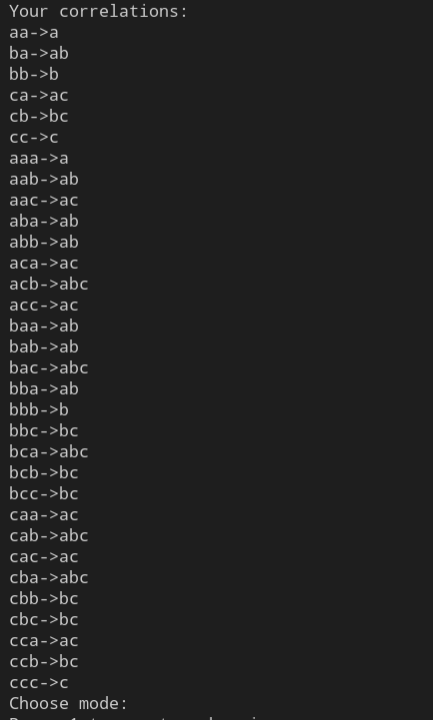 Your correlations:
aa->a
ba->ab
bb->b
ca->ac
cb->bc
cc->c
aaa->a
aab->ab
aac->ac
aba->ab
abb->ab
aca->ac
acb->abc
acc->ac
baa->ab
bab->ab
bac->abc
bba->ab
bbb->b
bbc->bc
bca->abc
bcb->bc
bcc->bc
caa->ac
cab->abc
cac->ac
cba->abc
cbb->bc
cbc->bc
cca->ac
ccb->bc
ccc->c
Choose mode: